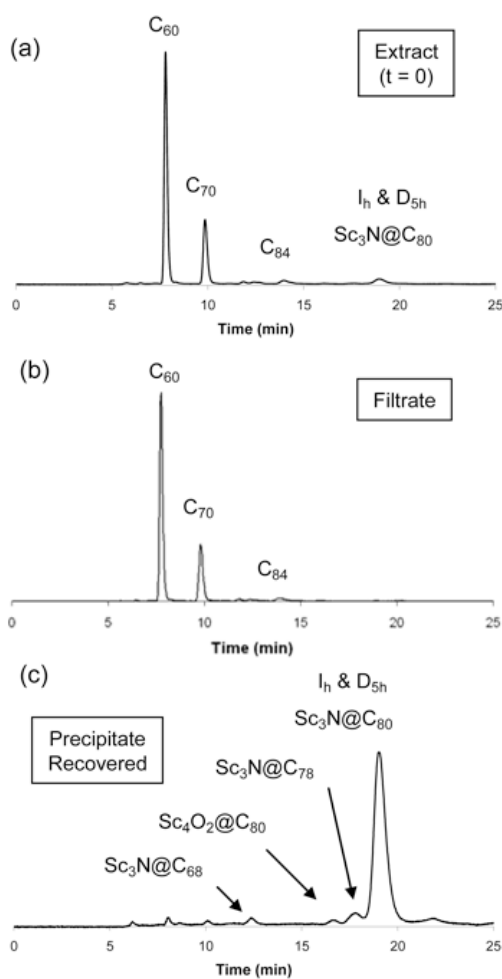 (a)
C₆₀
Extract
(t = 0)
C₇₀
C₈₄
Iₕ & D₅ₕ
Sc₃N@C₈₀
0 5 10 15 20 25
Time (min)
(b)
C₆₀
Filtrate
C₇₀
C₈₄
0 5 10 15 20 25
Time (min)
(c)
Iₕ & D₅ₕ
Sc₃N@C₈₀
Precipitate
Recovered
Sc₃N@C₇₈
Sc₄O₂@C₈₀
Sc₃N@C₆₈
0 5 10 15 20 25
Time (min)